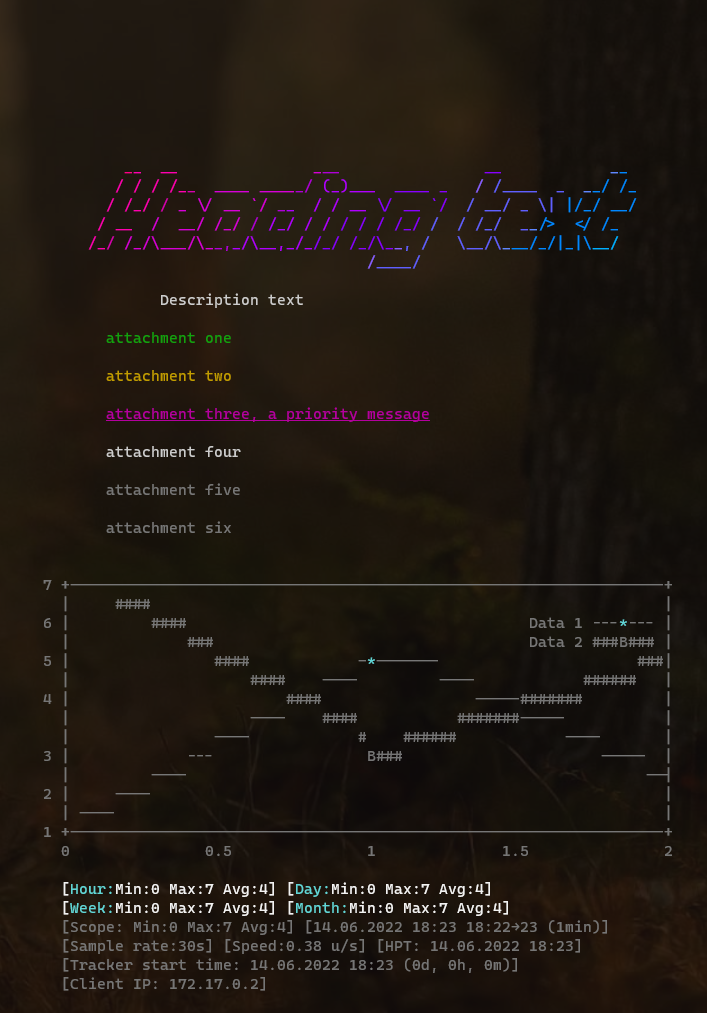 Heading text
Description text
attachment one
attachment two
attachment three, a priority message
attachment four
attachment five
attachment six
7
6
Data 1 ---*---
Data 2 ###B###
5
4
3
2
1
0 0.5 1 1.5 2
[Hour:Min:0 Max:7 Avg:4] [Day:Min:0 Max:7 Avg:4]
[Week:Min:0 Max:7 Avg:4] [Month:Min:0 Max:7 Avg:4]
[Scope: Min:0 Max:7 Avg:4] [14.06.2022 18:23 18:22→23 (1min)]
[Sample rate:30s] [Speed:0.38 u/s] [HPT: 14.06.2022 18:23]
[Tracker start time: 14.06.2022 18:23 (0d, 0h, 0m)]
[Client IP: 172.17.0.2]